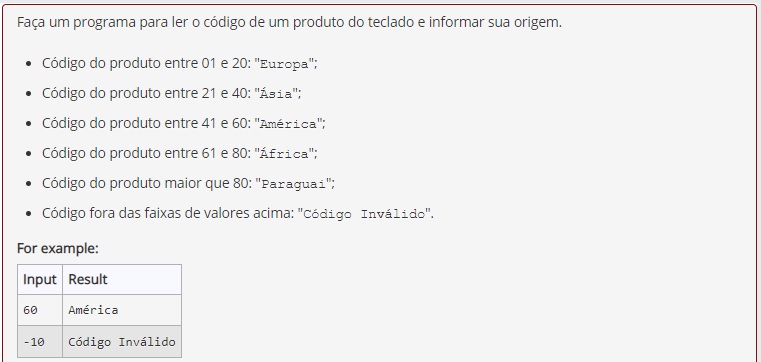 Faça um programa para ler o código de um produto do teclado e informar sua origem.
• Código do produto entre 01 e 20: "Europa";
• Código do produto entre 21 e 40: "Ásia";
• Código do produto entre 41 e 60: "América";
• Código do produto entre 61 e 80: "África";
• Código do produto maior que 80: "Paraguai";
• Código fora das faixas de valores acima: "Código Inválido".
For example:
Input Result
60 América
-10 Código Inválido